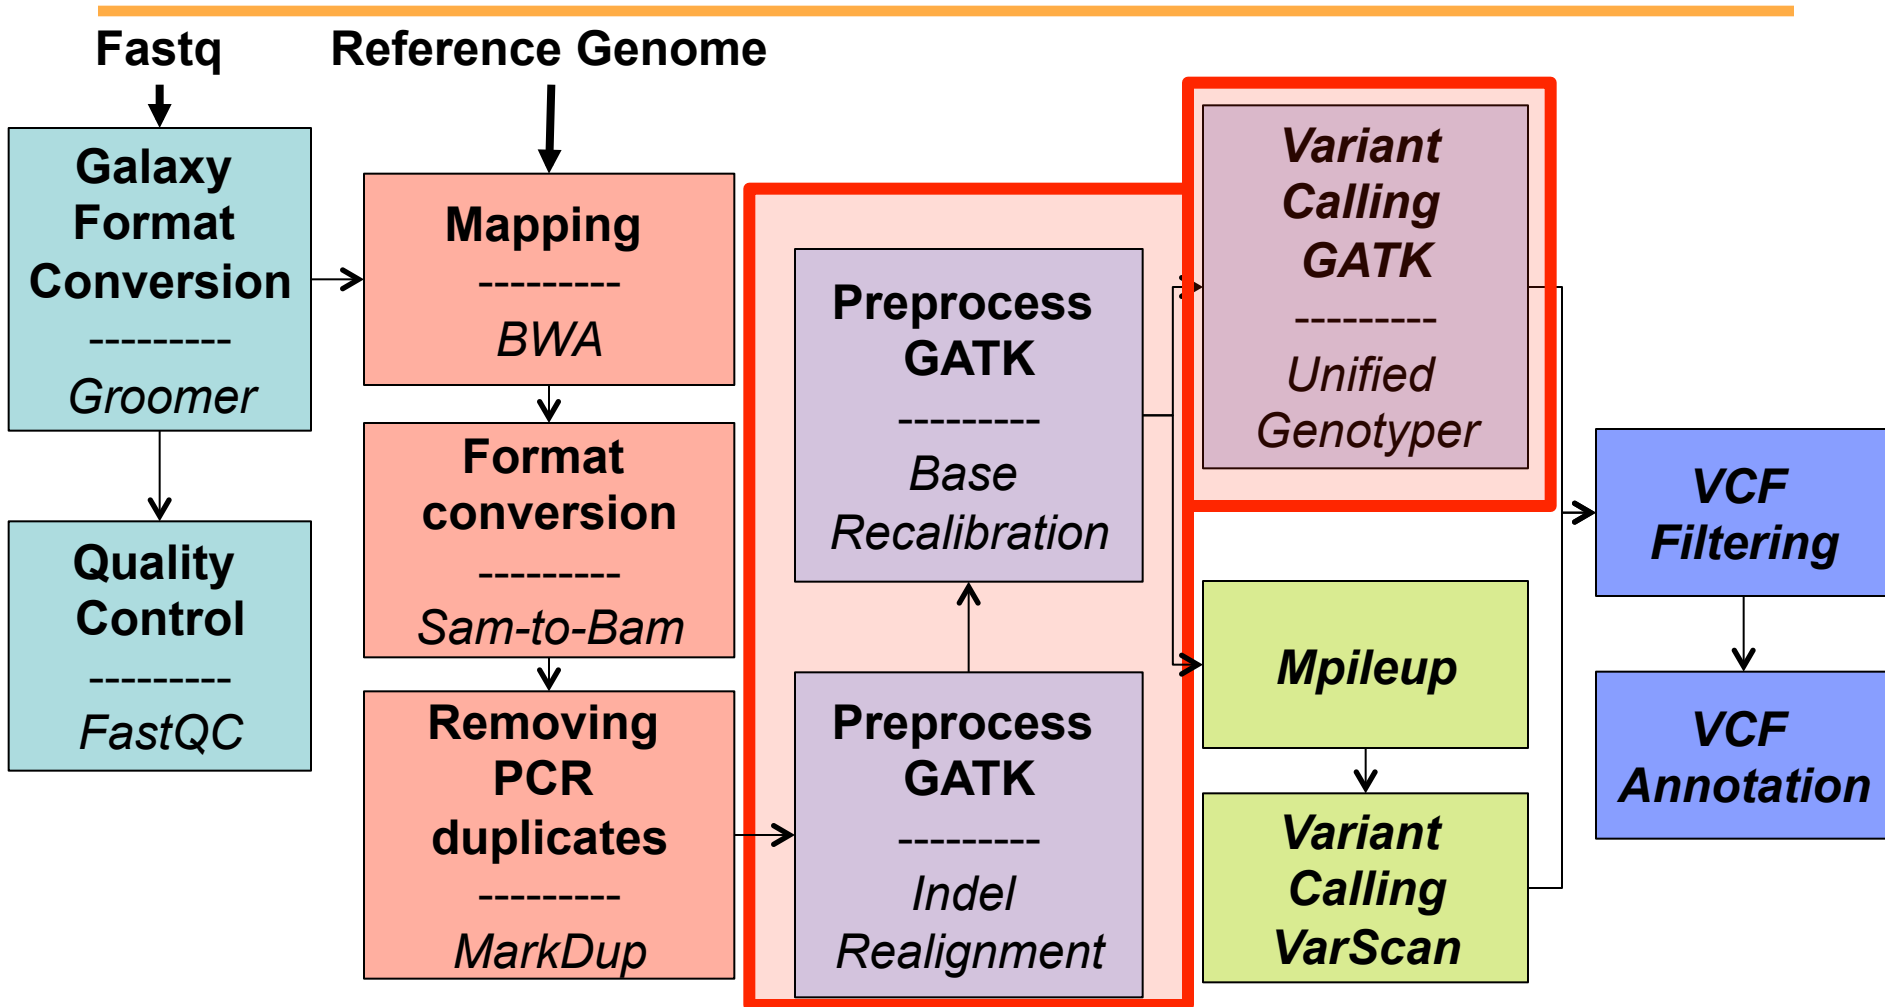 Fastq
Reference Genome
Galaxy
Format
Conversion
---------
Groomer
Quality
Control
---------
FastQC
Mapping
---------
BWA
Format
conversion
---------
Sam-to-Bam
Removing
PCR
duplicates
---------
MarkDup
Preprocess
GATK
---------
Base
Recalibration
Preprocess
GATK
---------
Indel
Realignment
Variant
Calling
GATK
---------
Unified
Genotyper
Mpileup
Variant
Calling
VarScan
VCF
Filtering
VCF
Annotation